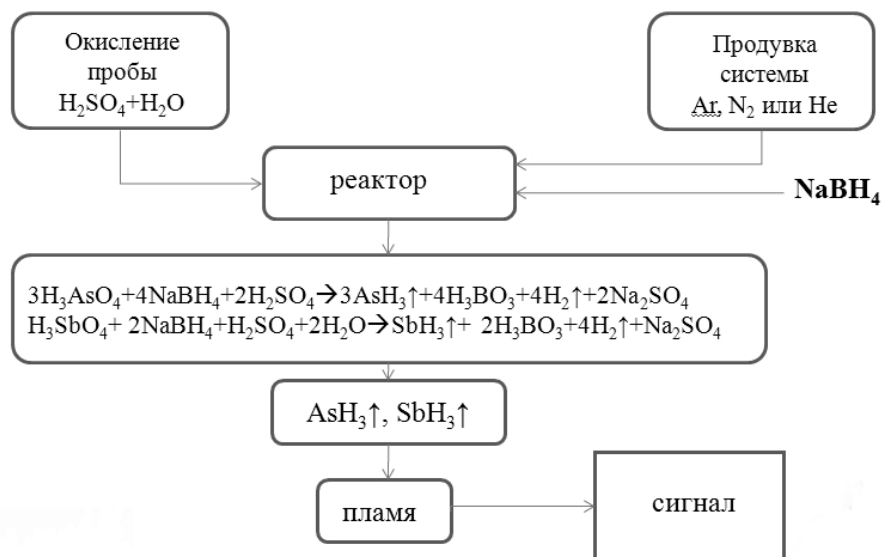 Окисление
пробы
H₂SO₄+H₂O
Продувка
системы
Ar, N₂ или He
реактор
NaBH₄
3H₃AsO₄+4NaBH₄+2H₂SO₄→3AsH₃↑+4H₃BO₃+4H₂↑+2Na₂SO₄
H₃SbO₄+ 2NaBH₄+H₂SO₄+2H₂O→SbH₃↑+ 2H₃BO₃+4H₂↑+Na₂SO₄
AsH₃↑, SbH₃↑
пламя
сигнал